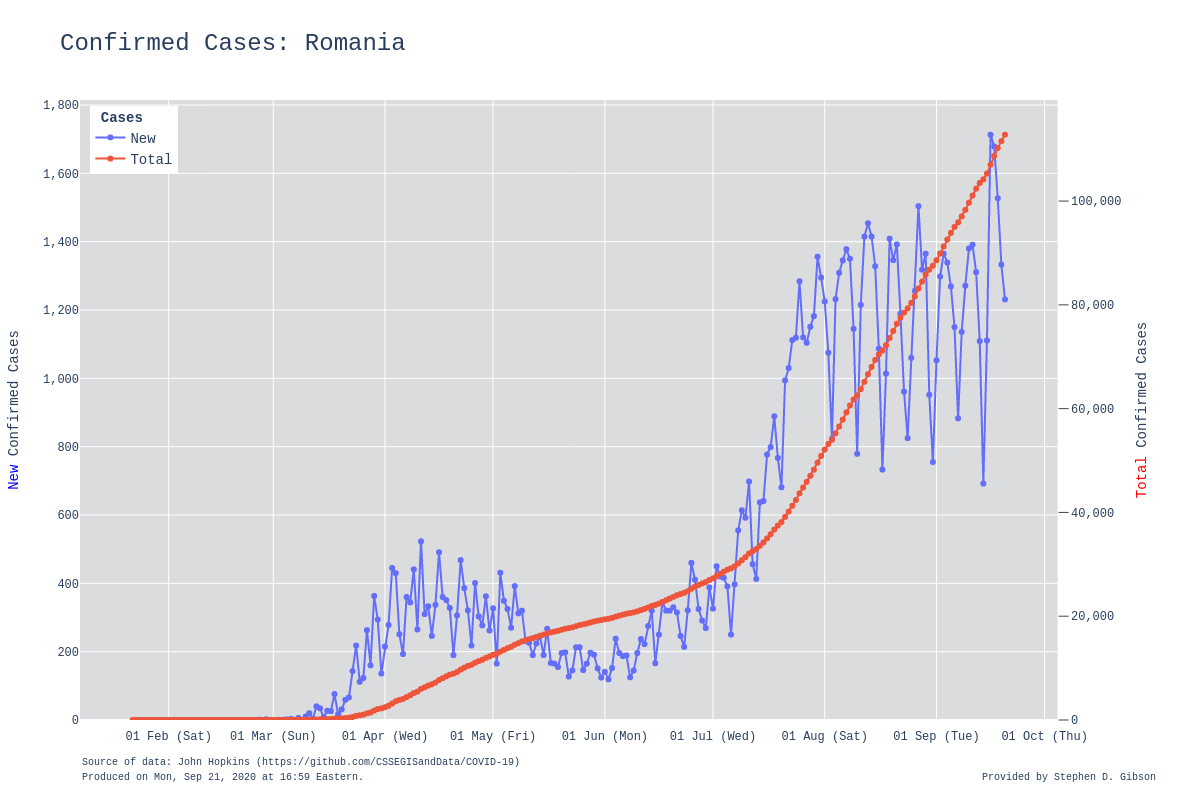 Confirmed Cases: Romania
Cases
New
Total
1,800
1,600
1,400
1,200
1,000
800
600
400
200
0
New Confirmed Cases
100,000
80,000
60,000
40,000
20,000
0
Total Confirmed Cases
01 Feb (Sat) 01 Mar (Sun) 01 Apr (Wed) 01 May (Fri) 01 Jun (Mon) 01 Jul (Wed) 01 Aug (Sat) 01 Sep (Tue) 01 Oct (Thu)
Source of data: John Hopkins (https://github.com/CSSEGISandData/COVID-19)
Produced on Mon, Sep 21, 2020 at 16:59 Eastern.
Provided by Stephen D. Gibson